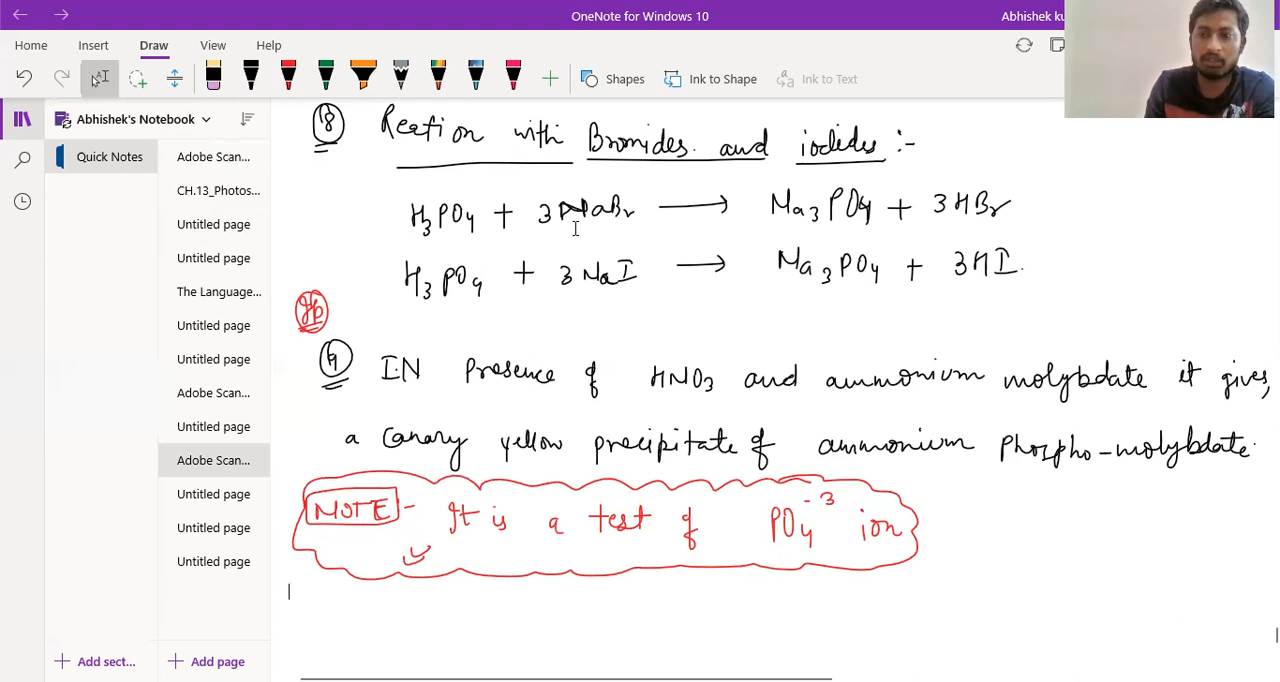 OneNote for Windows 10
Abhishek ku
Home Insert Draw View Help
Shapes Ink to Shape Ink to Text
Abhishek's Notebook
Quick Notes
Adobe Scan...
CH.13_Photos...
Untitled page
Untitled page
The Language...
Untitled page
Untitled page
Adobe Scan...
Untitled page
Adobe Scan...
Untitled page
Untitled page
Untitled page
Add sect... Add page
18 Reation with Bromides and iodides :-
H3PO4 + 3NaBr → Na3PO4 + 3HBr
H3PO4 + 3NaI → Na3PO4 + 3HI.
IN Presence of HNO3 and ammonium molybdate it gives,
a Canary yellow precipitate of ammonium Phospho-molybdate.
NOTE - It is a test of PO4-3 ion